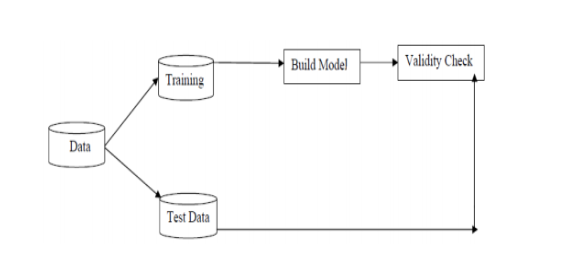 Training
Build Model
Validity Check
Data
Test Data